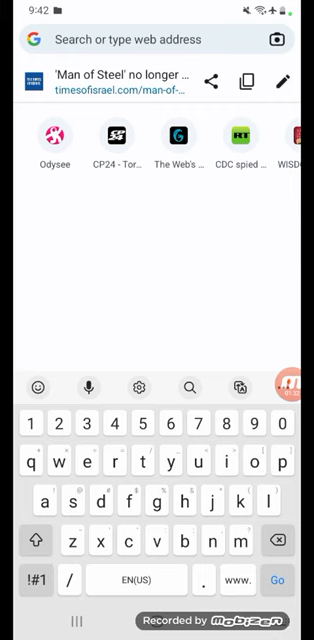 9:42
Search or type web address
'Man of Steel' no longer ...
timesofisrael.com/man-of-...
Odysee
CP24 - Tor...
The Web's ...
CDC spied ...
WISD
01:32
1 2 3 4 5 6 7 8 9 0
q w e r t y u i o p
a s d f g h j k l
z x c v b n m
!#1 / EN(US) . www. Go
Recorded by mobizen